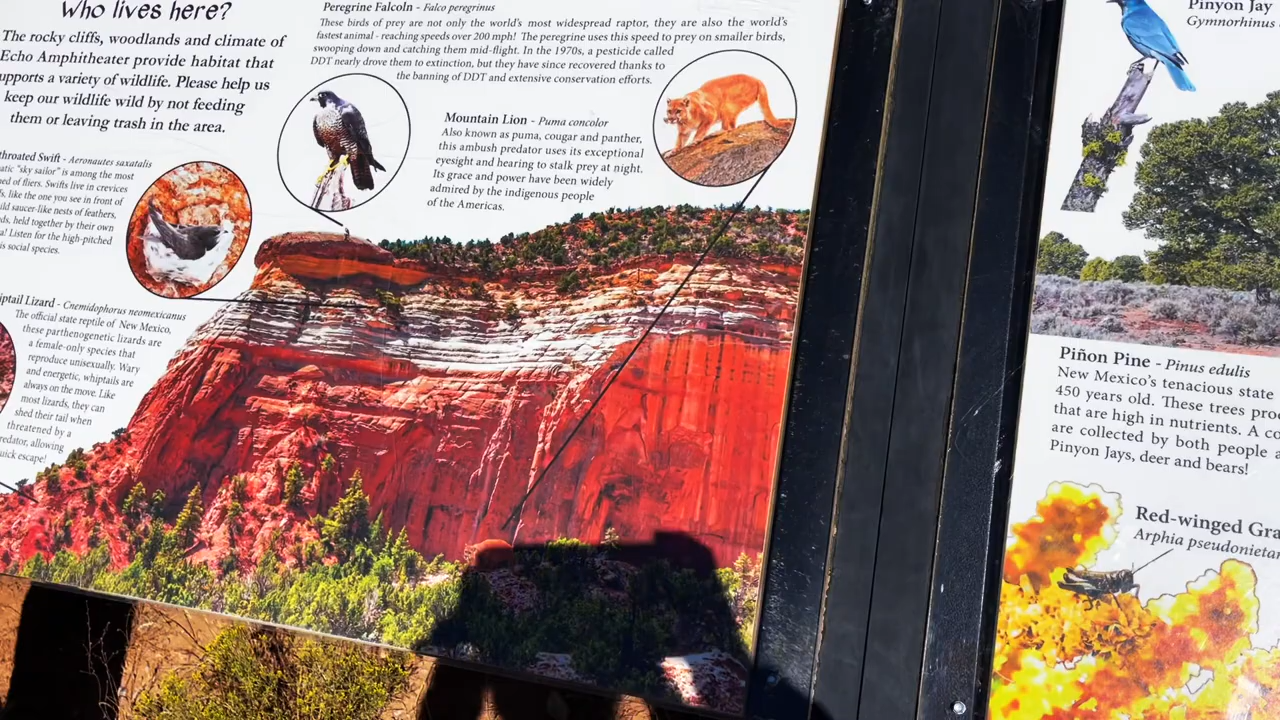 Who lives here?
The rocky cliffs, woodlands and climate of
Echo Amphitheater provide habitat that
upports a variety of wildlife. Please help us
keep our wildlife wild by not feeding
them or leaving trash in the area.
Peregrine Falcoln - Falco peregrinus
These birds of prey are not only the world's most widespread raptor, they are also the world's
fastest animal - reaching speeds over 200 mph! The peregrine uses this speed to prey on smaller birds,
swooping down and catching them mid-flight. In the 1970s, a pesticide called
DDT nearly drove them to extinction, but they have since recovered thanks to
the banning of DDT and extensive conservation efforts.
Mountain Lion - Puma concolor
Also known as puma, cougar and panther,
this ambush predator uses its exceptional
eyesight and hearing to stalk prey at night.
Its grace and power have been widely
admired by the indigenous people
of the Americas.
throated Swift - Aeronautes saxatalis
atic "sky sailor" is among the most
ed of fliers. Swifts live in crevices
s, like the one you see in front of
ild saucer-like nests of feathers,
ds, held together by their own
a! Listen for the high-pitched
is social species.
iptail Lizard - Cnemidophorus neomexicanus
The official state reptile of New Mexico,
these parthenogenetic lizards are
a female-only species that
reproduce unisexually. Wary
and energetic, whiptails are
always on the move. Like
most lizards, they can
shed their tail when
threatened by a
redator, allowing
uick escape!
Pinyon Jay
Gymnorhinus
Piñon Pine - Pinus edulis
New Mexico's tenacious state
450 years old. These trees pro
that are high in nutrients. A co
are collected by both people a
Pinyon Jays, deer and bears!
Red-winged Gra
Arphia pseudonietan